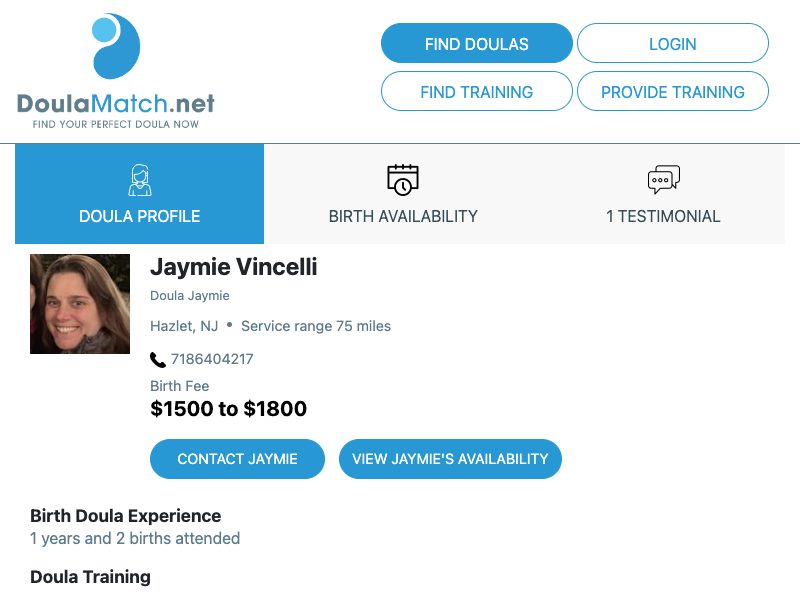 DoulaMatch.net
FIND YOUR PERFECT DOULA NOW
FIND DOULAS
LOGIN
FIND TRAINING
PROVIDE TRAINING
DOULA PROFILE
BIRTH AVAILABILITY
1 TESTIMONIAL
Jaymie Vincelli
Doula Jaymie
Hazlet, NJ • Service range 75 miles
7186404217
Birth Fee
$1500 to $1800
CONTACT JAYMIE
VIEW JAYMIE'S AVAILABILITY
Birth Doula Experience
1 years and 2 births attended
Doula Training